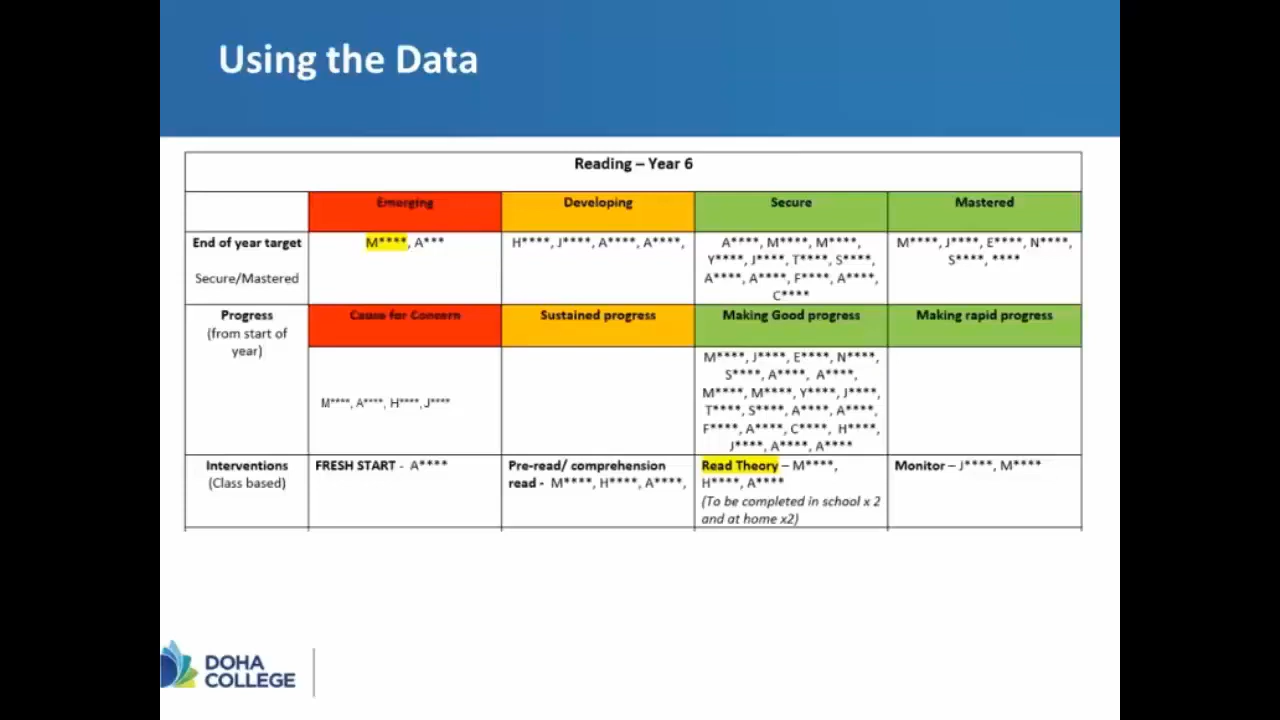 Using the Data
Reading – Year 6
Emerging
Developing
Secure
Mastered
End of year target
Secure/Mastered
M****, A***
H****, J****, A****, A****,
A****, M****, M****,
Y****, J****, T****, S****,
A****, A****, F****, A****,
C****
M****, J****, E****, N****,
S****, ****
Progress
(from start of
year)
Cause for Concern
Sustained progress
Making Good progress
Making rapid progress
M****, A****, H****, J****
M****, J****, E****, N****,
S****, A****, A****,
M****, M****, Y****, J****,
T****, S****, A****, A****,
F****, A****, C****, H****,
J****, A****, A****
Interventions
(Class based)
FRESH START - A****
Pre-read/ comprehension
read - M****, H****, A****,
Read Theory – M****,
H****, A****
(To be completed in school x 2
and at home x2)
Monitor – J****, M****
DOHA
COLLEGE